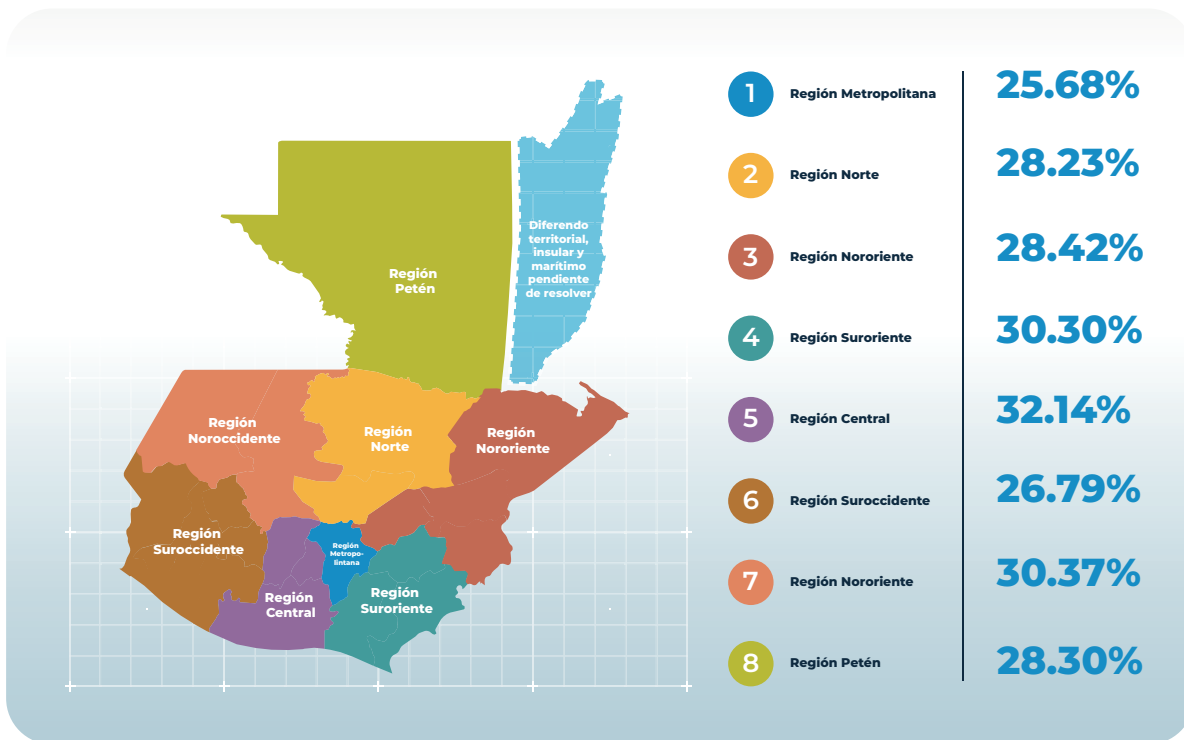 Diferendo
territorial,
insular y
marítimo
pendiente
de resolver
Región
Petén
Región
Noroccidente
Región
Norte
Región
Nororiente
Región
Suroccidente
Región
Metropo-
lintana
Región
Central
Región
Suroriente
1 Región Metropolitana 25.68%
2 Región Norte 28.23%
3 Región Nororiente 28.42%
4 Región Suroriente 30.30%
5 Región Central 32.14%
6 Región Suroccidente 26.79%
7 Región Nororiente 30.37%
8 Región Petén 28.30%